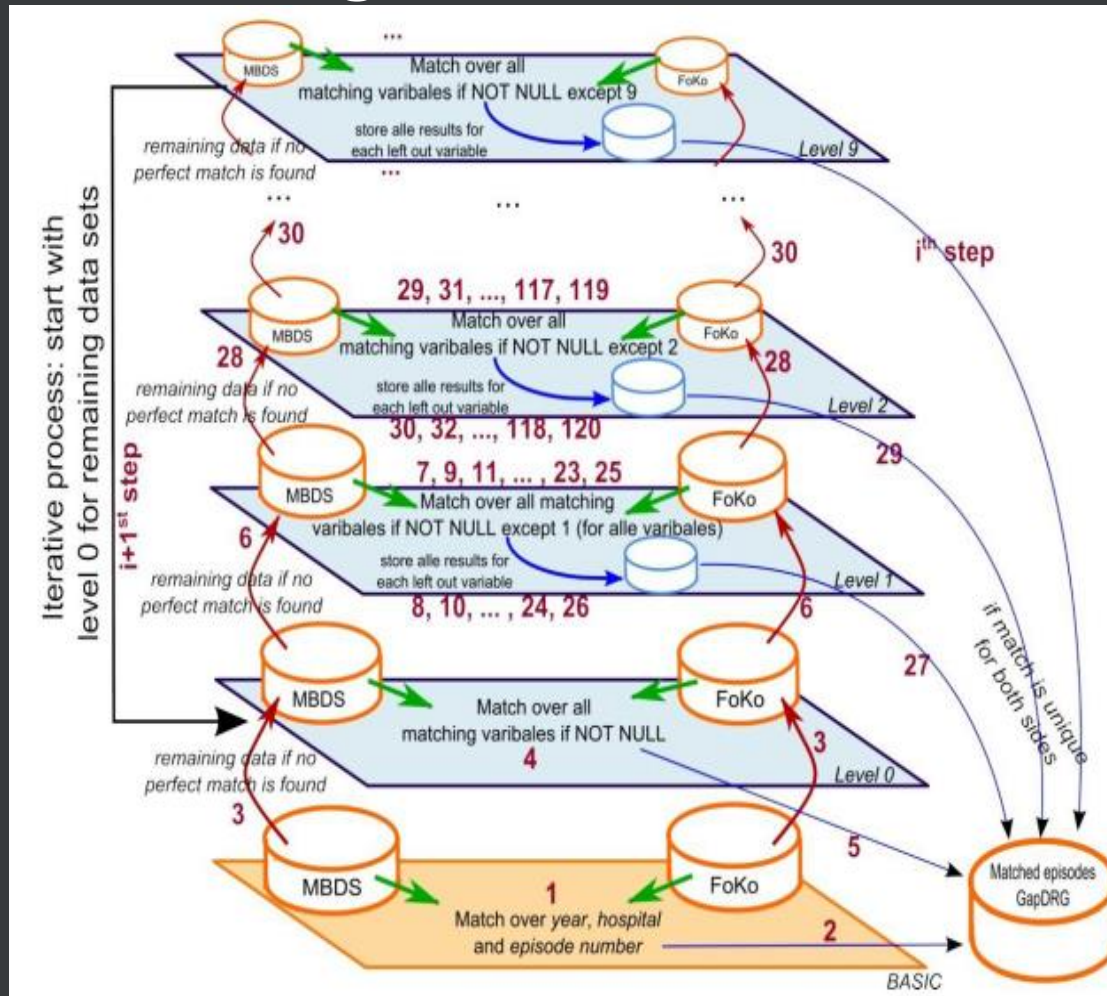 ...
MBDS
FoKo
Match over all
matching varibales if NOT NULL except 9
store alle results for
each left out variable
Level 9
remaining data if no
perfect match is found
...
...
...
...
30
30
ith step
29, 31, ..., 117, 119
MBDS
FoKo
Match over all
matching varibales if NOT NULL except 2
28
28
store alle results for
each left out variable
Level 2
remaining data if no
perfect match is found
30, 32, ..., 118, 120
29
7, 9, 11, ... , 23, 25
MBDS
FoKo
Match over all matching
varibales if NOT NULL except 1 (for alle varibales)
6
store alle results for
each left out variable
Level 1
remaining data if no
perfect match is found
8, 10, ... , 24, 26
6
27
MBDS
FoKo
Match over all
matching varibales if NOT NULL
4
3
Level 0
remaining data if no
perfect match is found
3
5
MBDS
FoKo
1
Match over year, hospital
and episode number
2
BASIC
Iterative process: start with
level 0 for remaining data sets
i+1st step
if match is unique
for both sides
Matched episodes
GapDRG